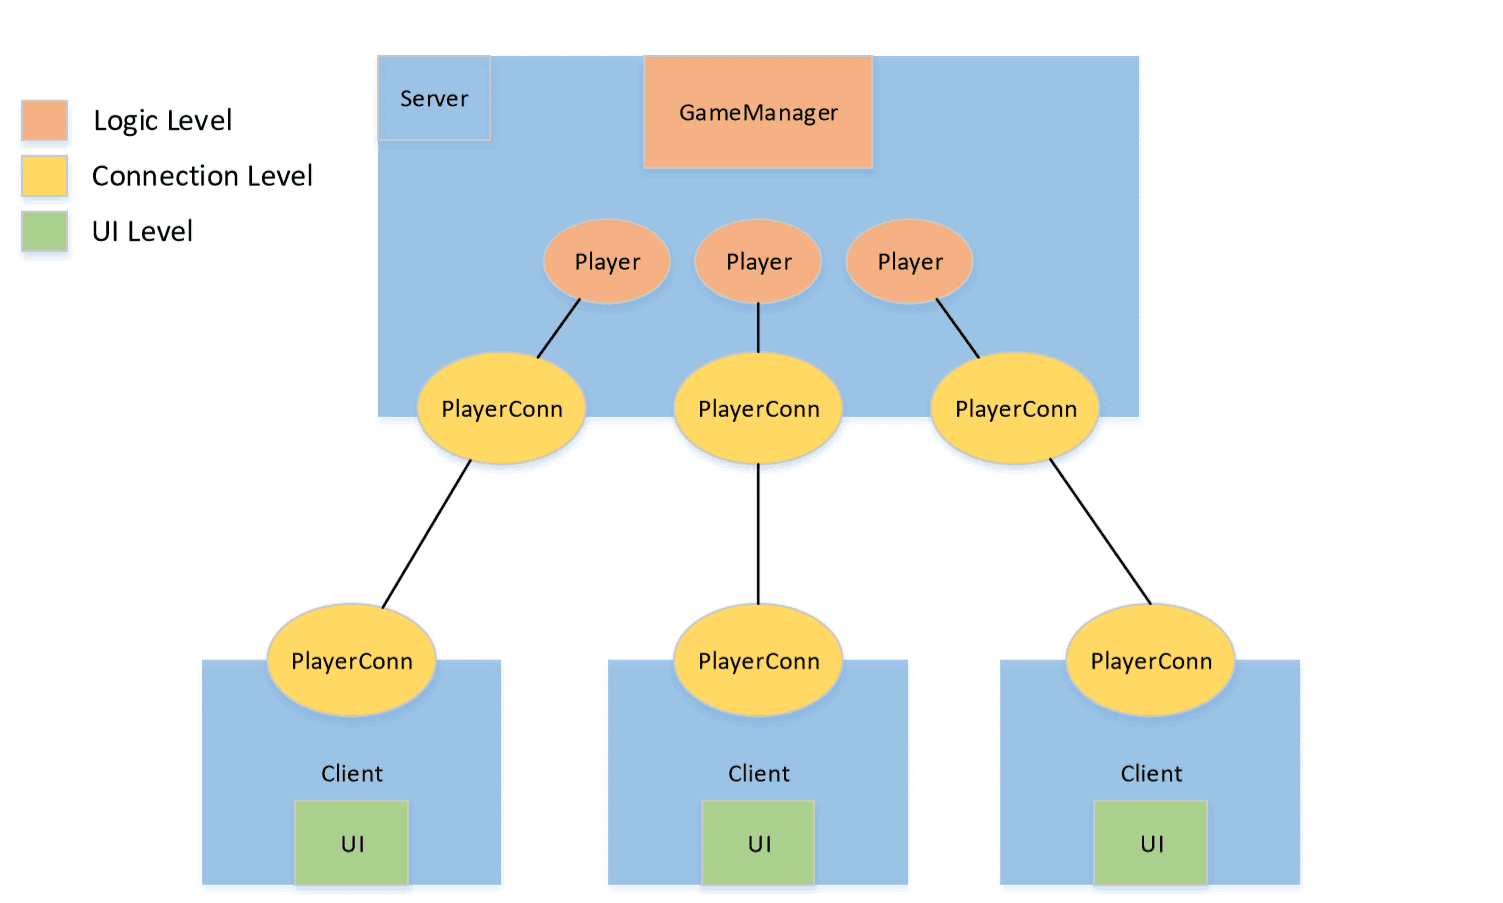 Logic Level
Connection Level
UI Level
Server
GameManager
Player
Player
Player
PlayerConn
PlayerConn
PlayerConn
PlayerConn
PlayerConn
PlayerConn
Client
Client
Client
UI
UI
UI